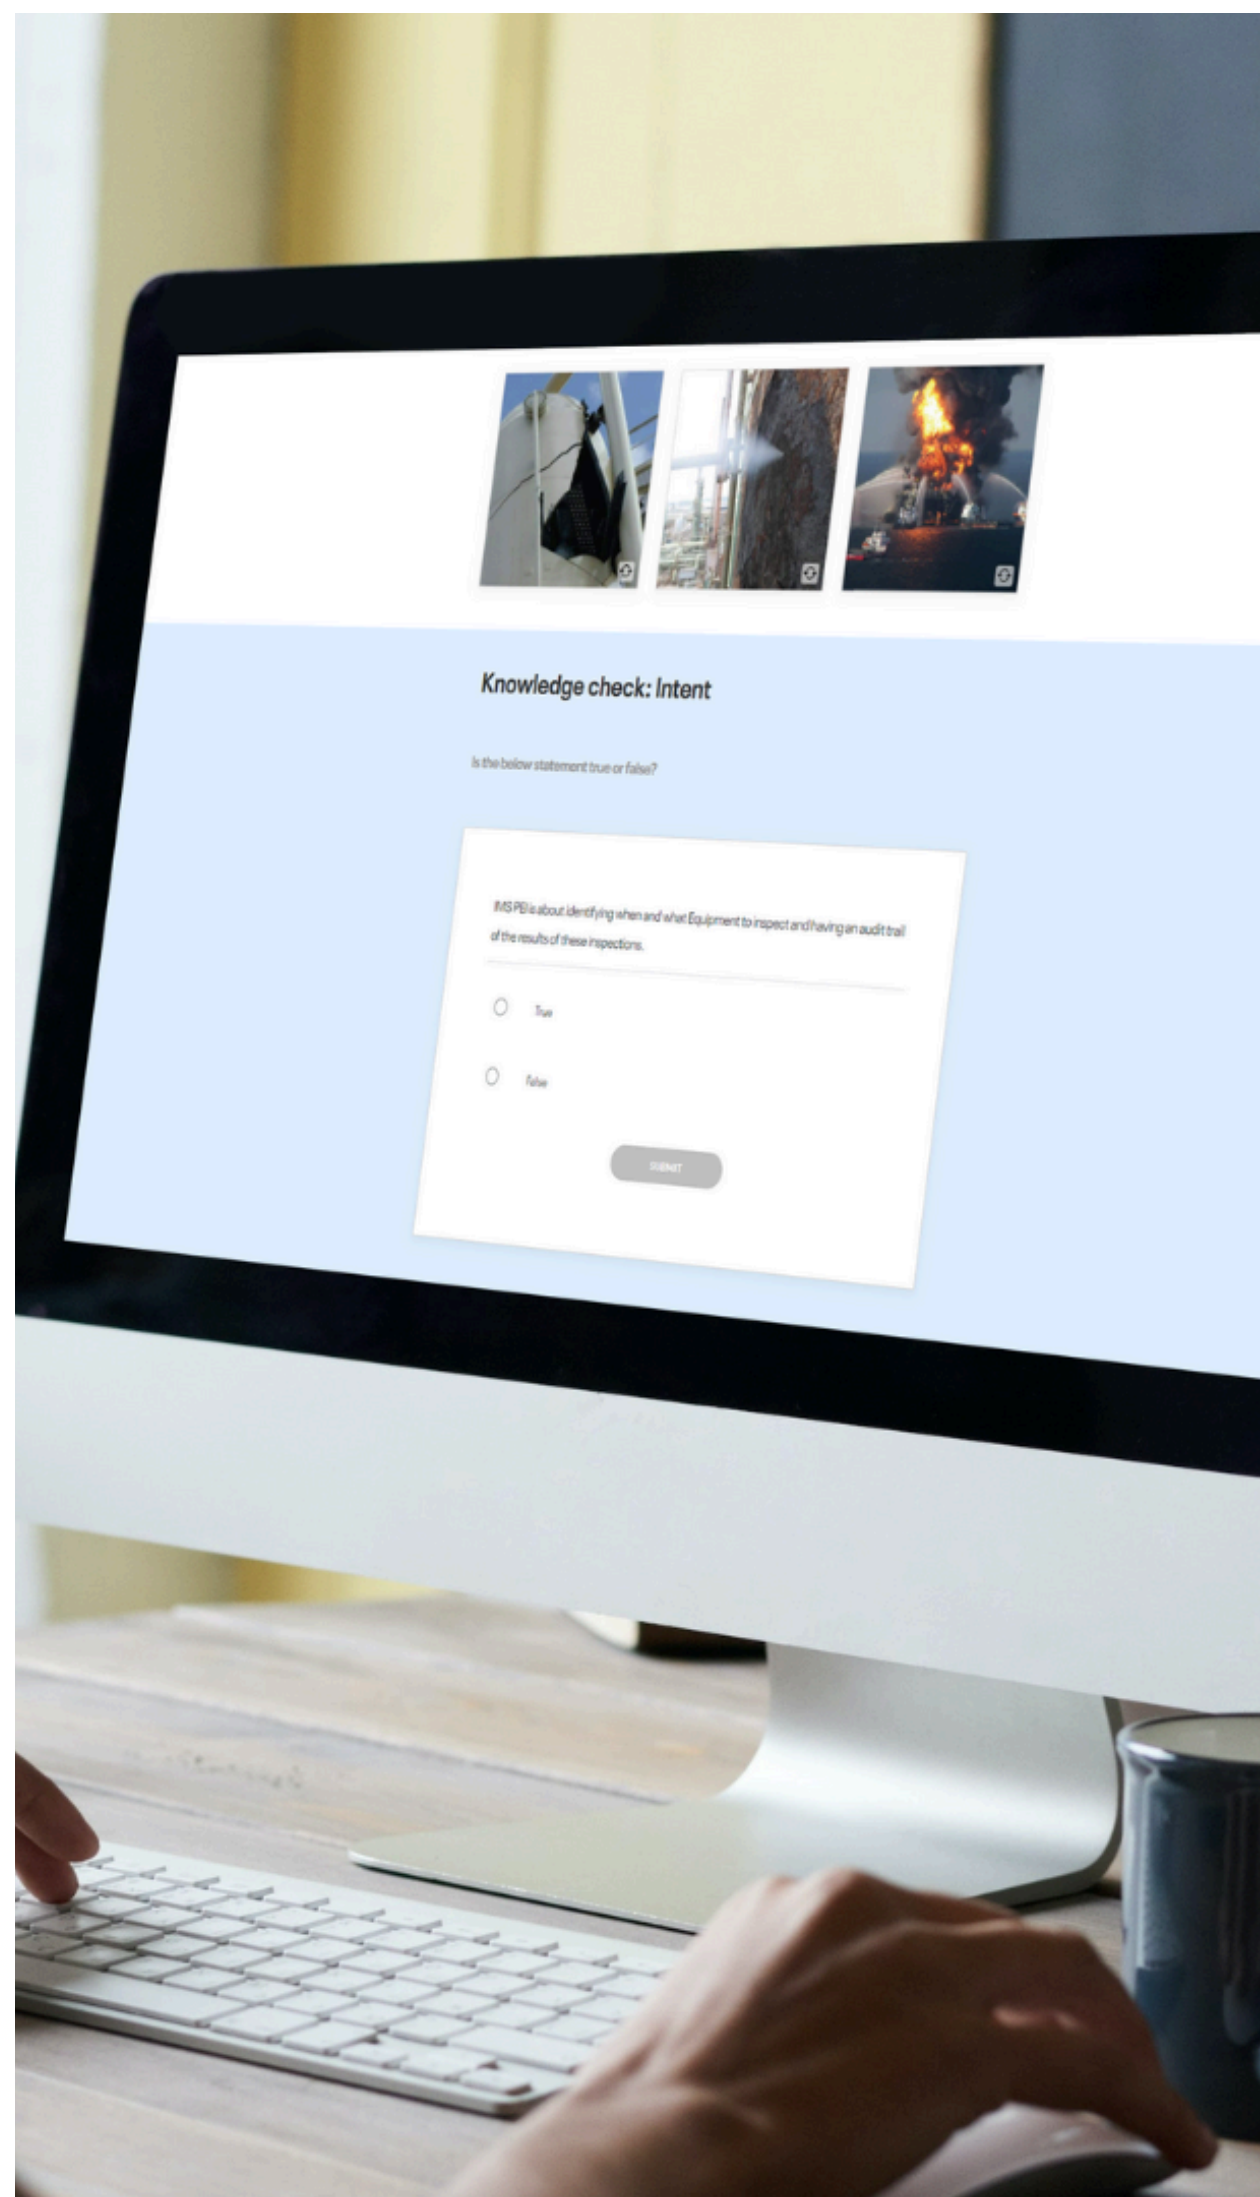 Knowledge check: Intent
Is the below statement true or false?
IMS PEI is about identifying when and what Equipment to inspect and having an audit trail
of the results of these inspections.
True
False
SUBMIT